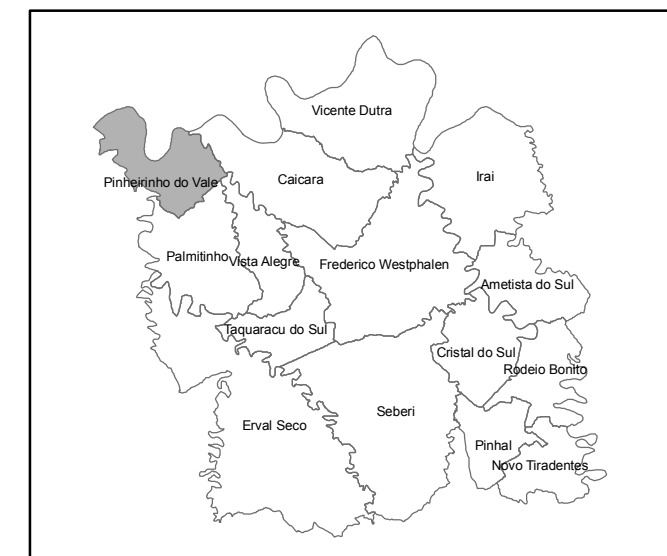 Vicente Dutra
Pinheirinho do Vale
Caicara
Irai
Palmitinho
Vista Alegre
Frederico Westphalen
Ametista do Sul
Taquaracu do Sul
Cristal do Sul
Rodeio Bonito
Erval Seco
Seberi
Pinhal
Novo Tiradentes